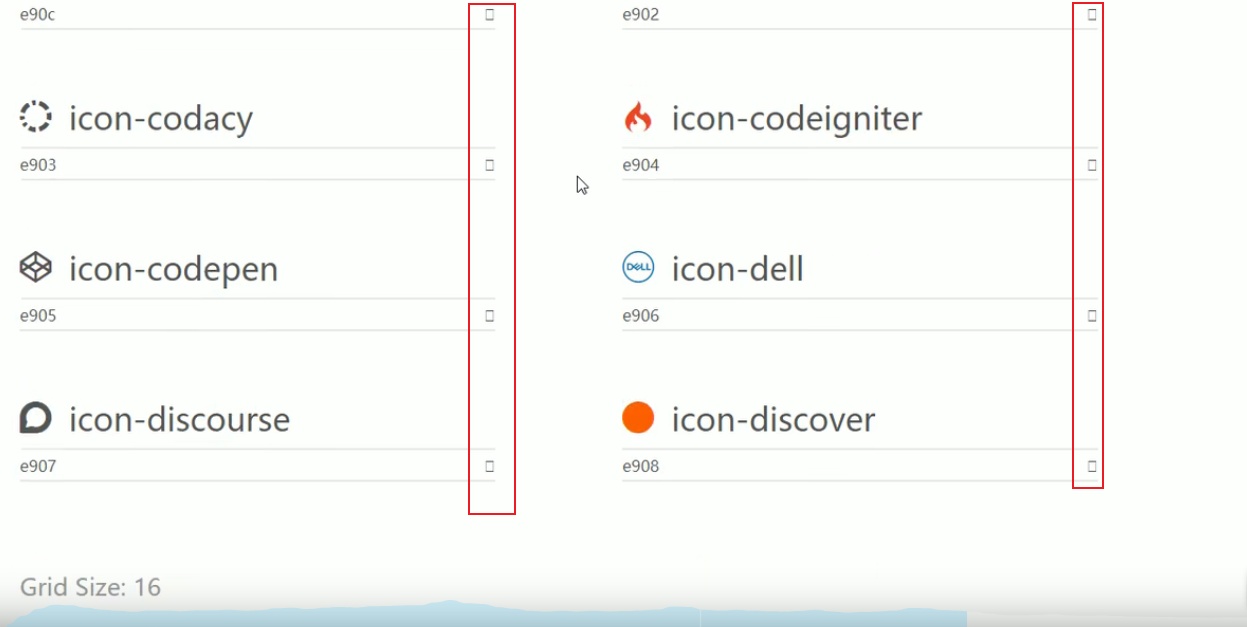 e90c
e902
icon-codacy
icon-codeigniter
e903
e904
icon-codepen
DELL
icon-dell
e905
e906
icon-discourse
icon-discover
e907
e908
Grid Size: 16